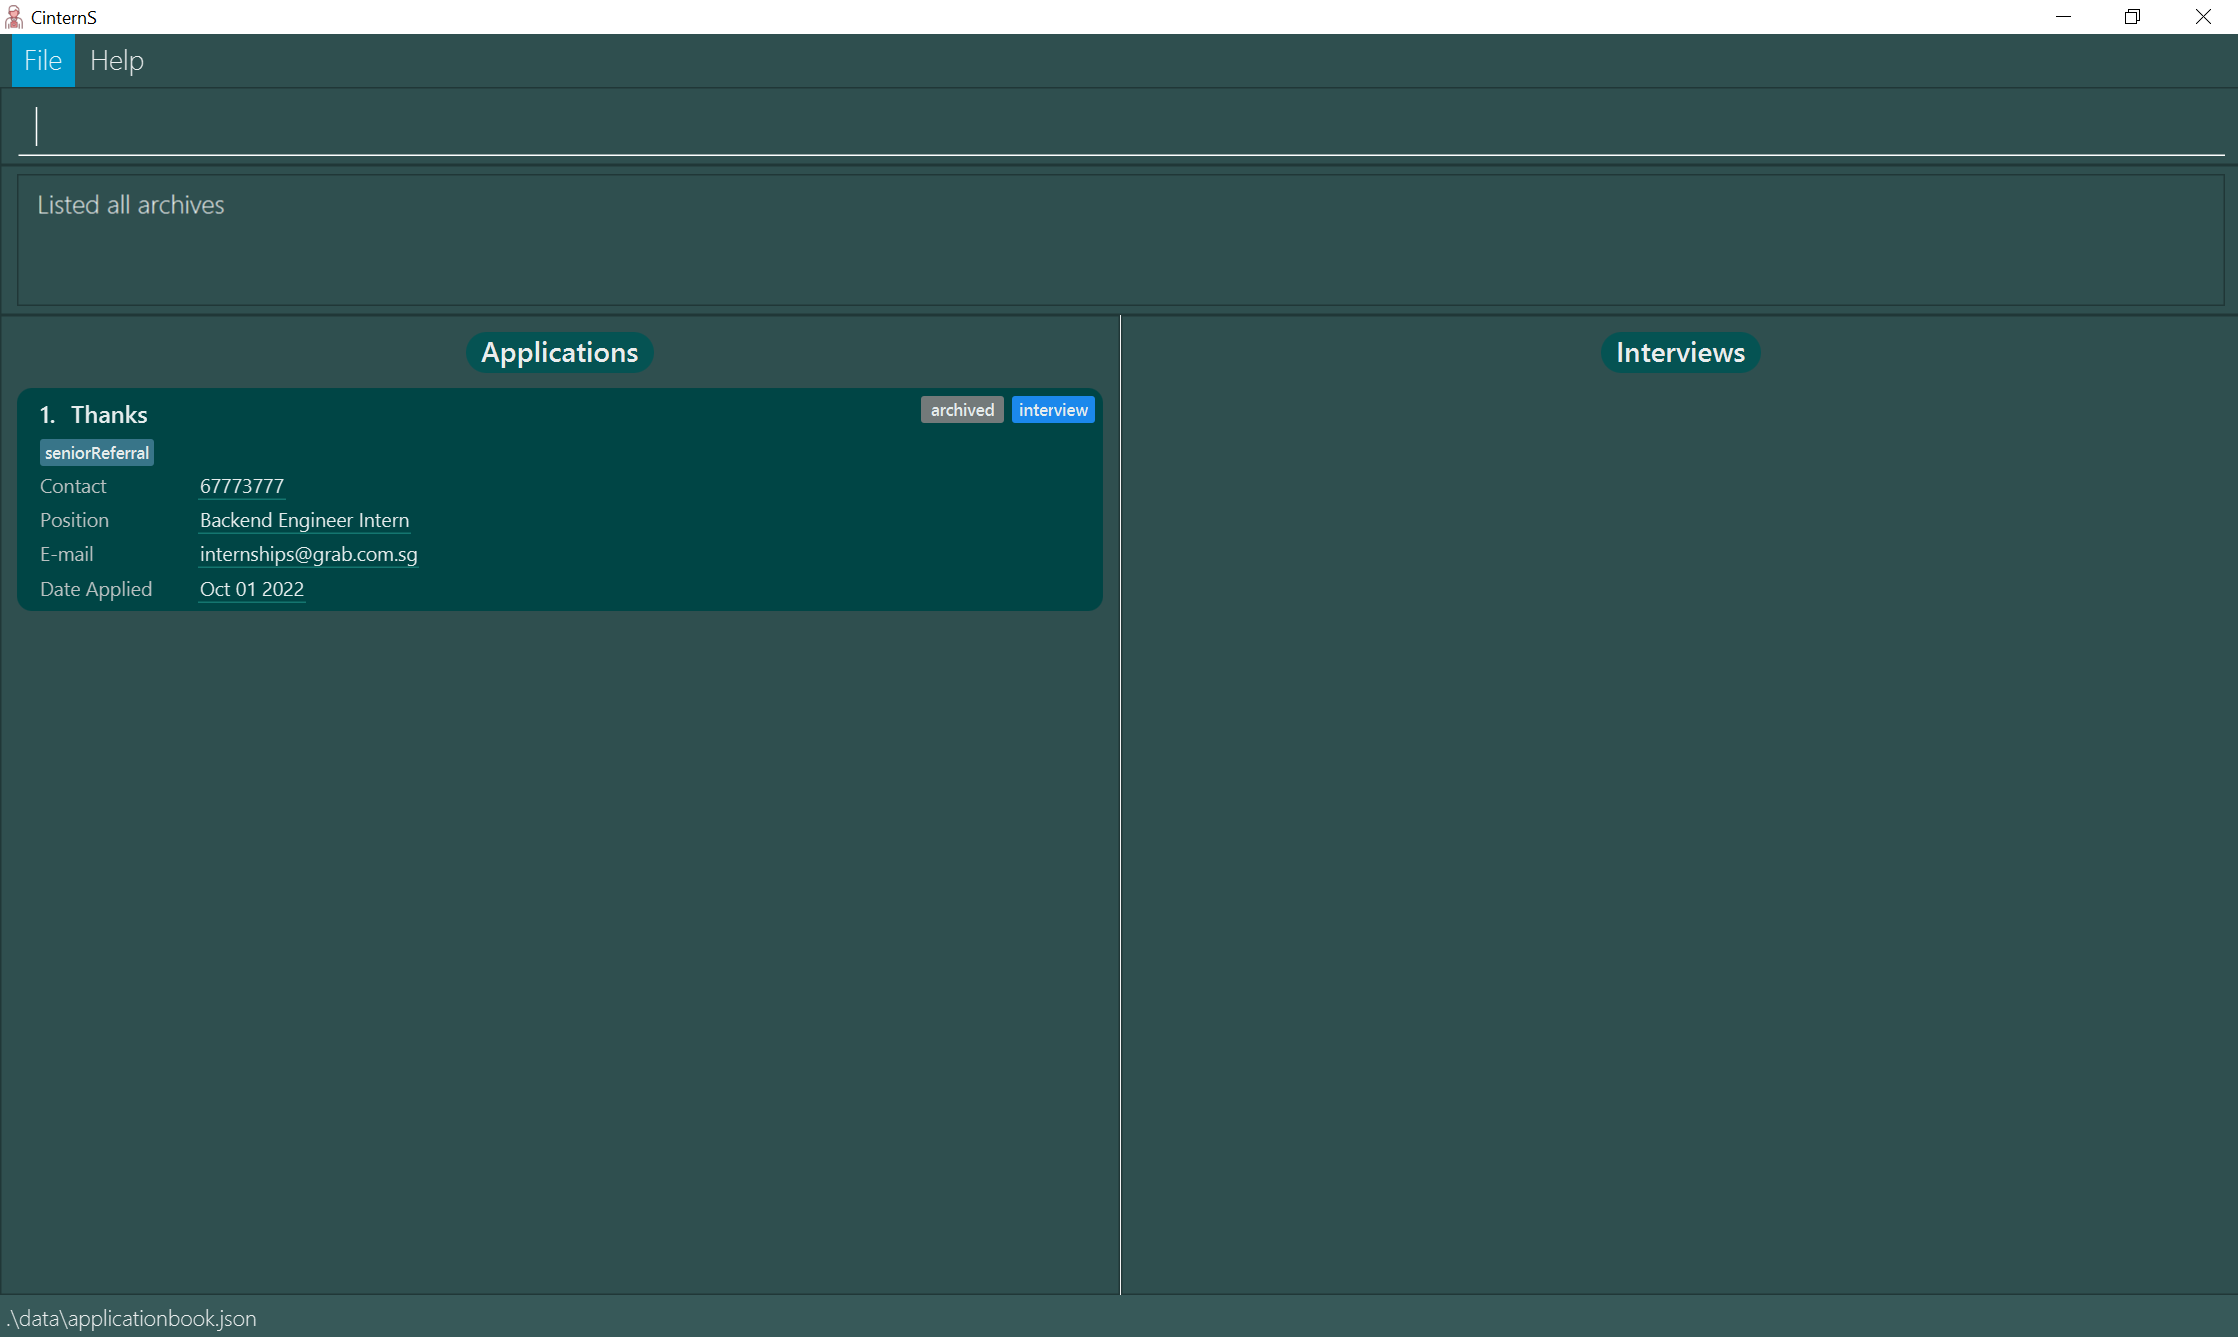 CinternS
File Help
Listed all archives
Applications
1. Thanks
archived interview
seniorReferral
Contact 67773777
Position Backend Engineer Intern
E-mail internships@grab.com.sg
Date Applied Oct 01 2022
Interviews
.\data\applicationbook.json